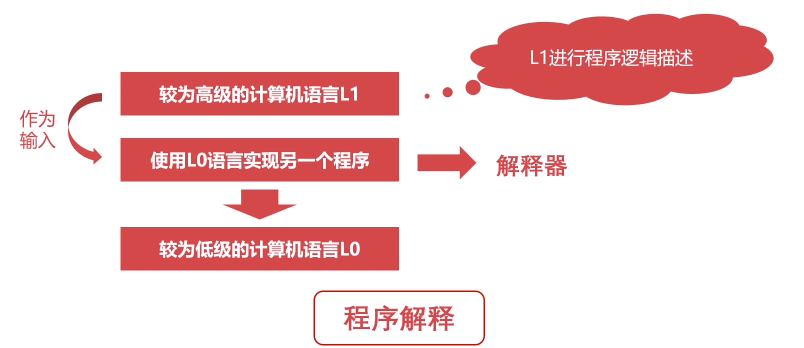 L1进行程序逻辑描述
较为高级的计算机语言L1
作为
输入
使用L0语言实现另一个程序
解释器
较为低级的计算机语言L0
程序解释